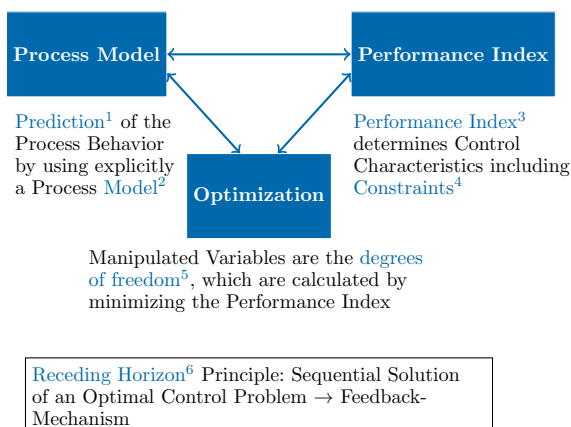 Process Model
Performance Index
Prediction¹ of the
Process Behavior
by using explicitly
a Process Model²
Performance Index³
determines Control
Characteristics including
Constraints⁴
Optimization
Manipulated Variables are the degrees
of freedom⁵, which are calculated by
minimizing the Performance Index
Receding Horizon⁶ Principle: Sequential Solution
of an Optimal Control Problem → Feedback-
Mechanism